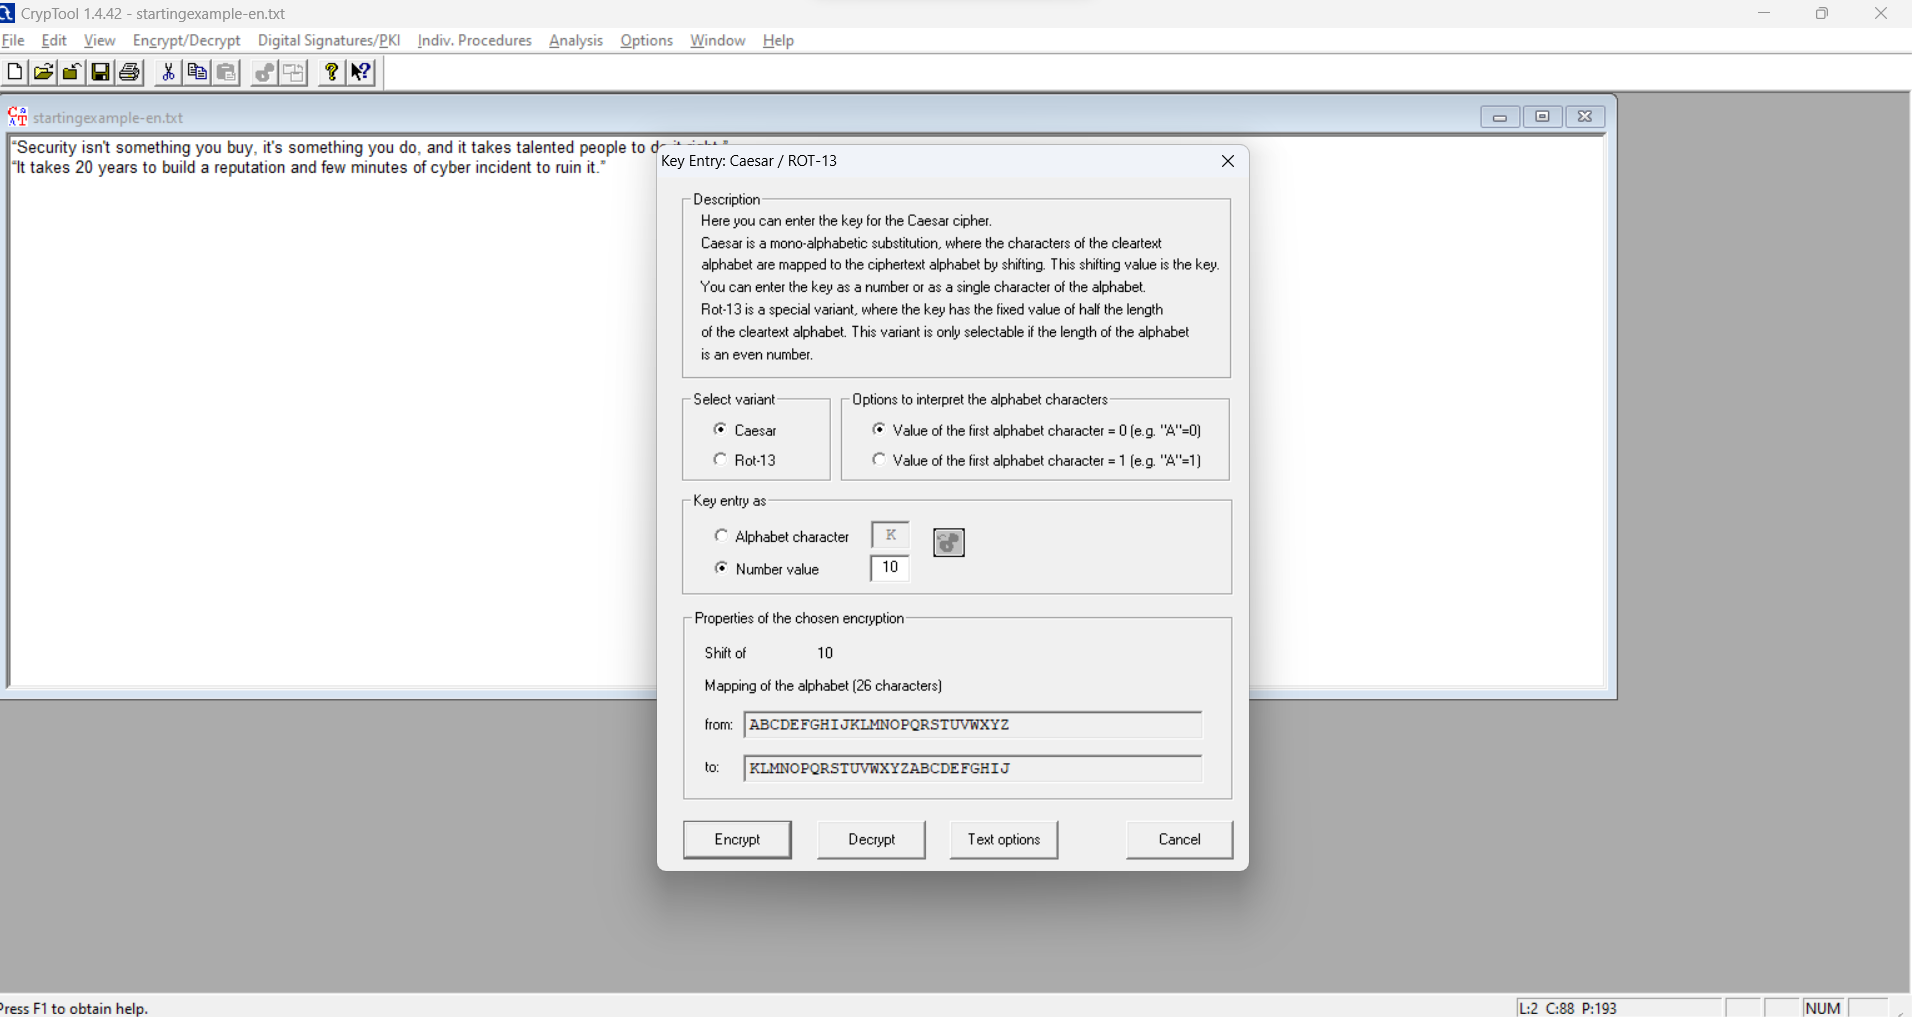 CrypTool 1.4.42 - startingexample-en.txt
File Edit View Encrypt/Decrypt Digital Signatures/PKI Indiv. Procedures Analysis Options Window Help
startingexample-en.txt
"Security isn't something you buy, it's something you do, and it takes talented people to
"It takes 20 years to build a reputation and few minutes of cyber incident to ruin it."
Key Entry: Caesar / ROT-13
Description
Here you can enter the key for the Caesar cipher.
Caesar is a mono-alphabetic substitution, where the characters of the cleartext
alphabet are mapped to the ciphertext alphabet by shifting. This shifting value is the key.
You can enter the key as a number or as a single character of the alphabet.
Rot-13 is a special variant, where the key has the fixed value of half the length
of the cleartext alphabet. This variant is only selectable if the length of the alphabet
is an even number.
Select variant
Caesar
Rot-13
Options to interpret the alphabet characters
Value of the first alphabet character = 0 (e.g. "A"=0)
Value of the first alphabet character = 1 (e.g. "A"=1)
Key entry as
Alphabet character K
Number value 10
Properties of the chosen encryption
Shift of 10
Mapping of the alphabet (26 characters)
from: ABCDEFGHIJKLMNOPQRSTUVWXYZ
to: KLMNOPQRSTUVWXYZABCDEFGHIJ
Encrypt Decrypt Text options Cancel
Press F1 to obtain help.
L:2 C:88 P:193 NUM